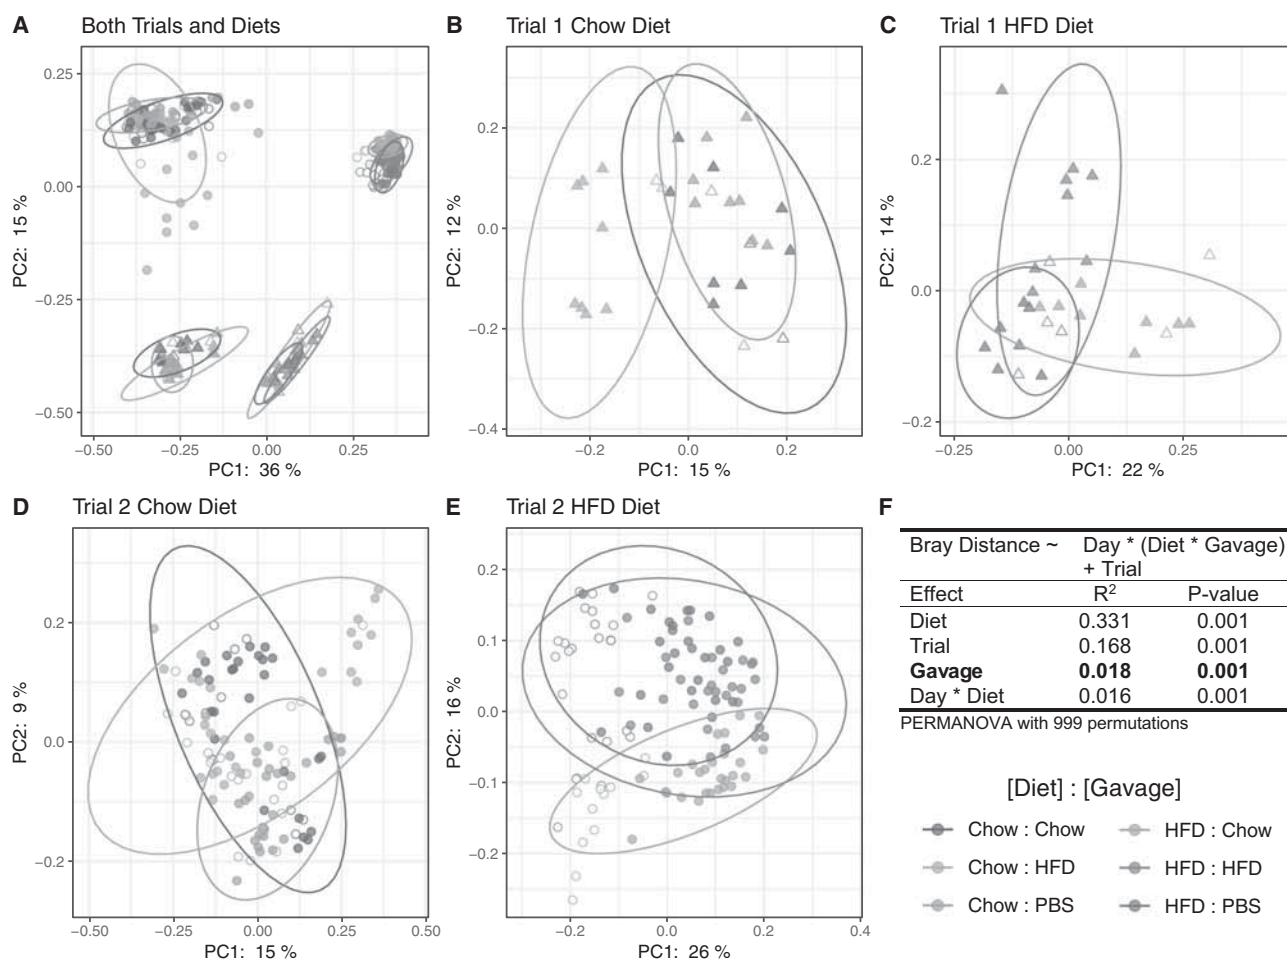 A Both Trials and Diets
0.25
0.00
−0.25
−0.50
PC2: 15 %
−0.50 −0.25 0.00 0.25
PC1: 36 %
B Trial 1 Chow Diet
0.2
0.0
−0.2
−0.4
PC2: 12 %
−0.2 0.0 0.2
PC1: 15 %
C Trial 1 HFD Diet
0.2
0.0
−0.2
PC2: 14 %
−0.25 0.00 0.25
PC1: 22 %
D Trial 2 Chow Diet
0.2
0.0
−0.2
PC2: 9 %
−0.50 −0.25 0.00 0.25 0.50
PC1: 15 %
E Trial 2 HFD Diet
0.2
0.1
0.0
−0.1
−0.2
PC2: 16 %
−0.2 0.0 0.2 0.4
PC1: 26 %
F
Bray Distance ~ Day * (Diet * Gavage)
+ Trial
Effect R² P-value
Diet 0.331 0.001
Trial 0.168 0.001
Gavage 0.018 0.001
Day * Diet 0.016 0.001
PERMANOVA with 999 permutations
[Diet] : [Gavage]
Chow : Chow HFD : Chow
Chow : HFD HFD : HFD
Chow : PBS HFD : PBS